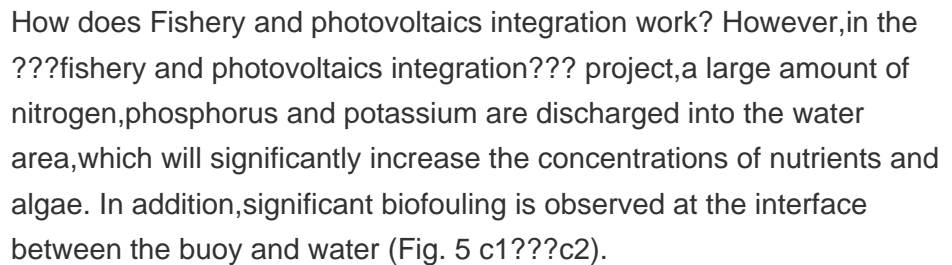 How does Fishery and photovoltaics integration work? However,in the
???fishery and photovoltaics integration??? project,a large amount of
nitrogen,phosphorus and potassium are discharged into the water
area,which will significantly increase the concentrations of nutrients and
algae. In addition,significant biofouling is observed at the interface
between the buoy and water (Fig. 5 c1???c2).